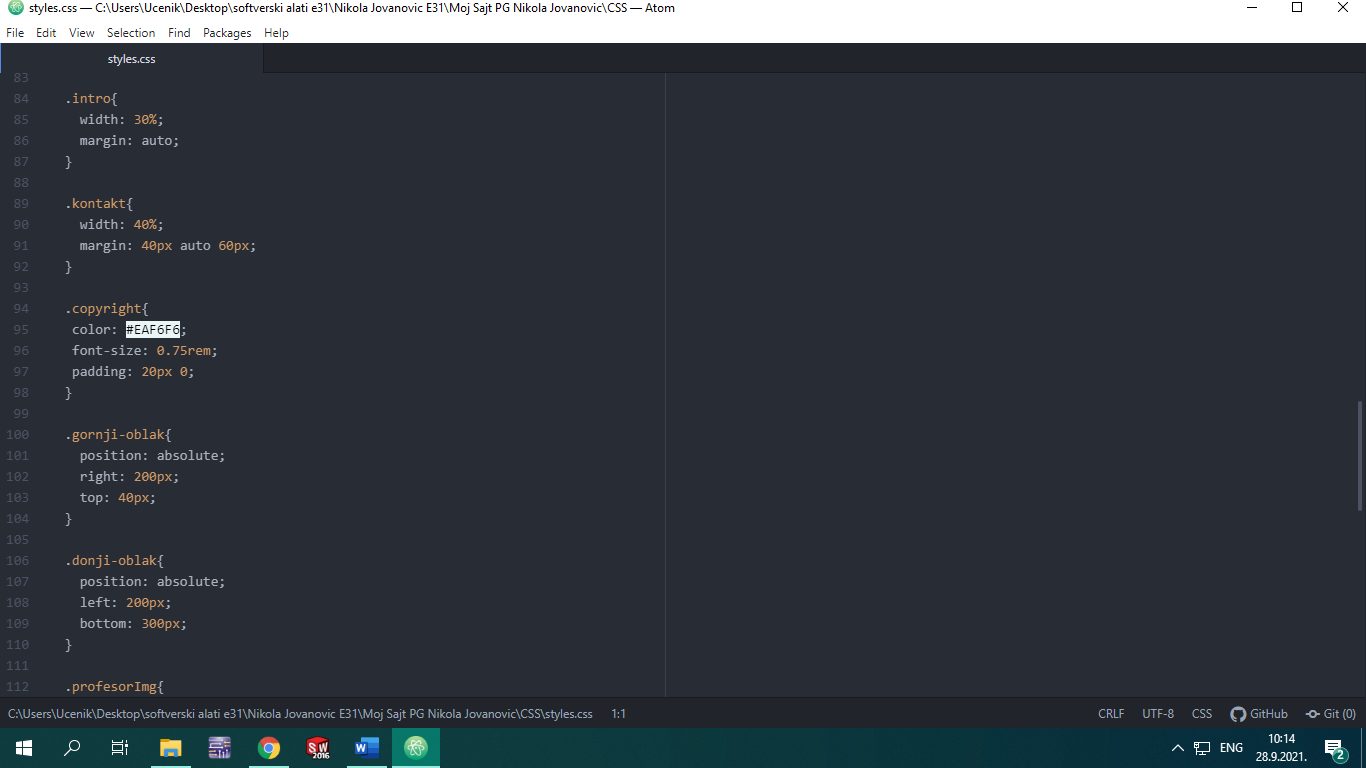 styles.css — C:\Users\Ucenik\Desktop\softverski alati e31\Nikola Jovanovic E31\Moj Sajt PG Nikola Jovanovic\CSS — Atom
File Edit View Selection Find Packages Help
styles.css
83
84 .intro{
85 width: 30%;
86 margin: auto;
87 }
88
89 .kontakt{
90 width: 40%;
91 margin: 40px auto 60px;
92 }
93
94 .copyright{
95 color: #EAF6F6;
96 font-size: 0.75rem;
97 padding: 20px 0;
98 }
99
100 .gornji-oblak{
101 position: absolute;
102 right: 200px;
103 top: 40px;
104 }
105
106 .donji-oblak{
107 position: absolute;
108 left: 200px;
109 bottom: 300px;
110 }
111
112 .profesorImg{
C:\Users\Ucenik\Desktop\softverski alati e31\Nikola Jovanovic E31\Moj Sajt PG Nikola Jovanovic\CSS\styles.css 1:1 CRLF UTF-8 CSS GitHub Git (0)
SW 2016 W ENG 10:14 28.9.2021. 2